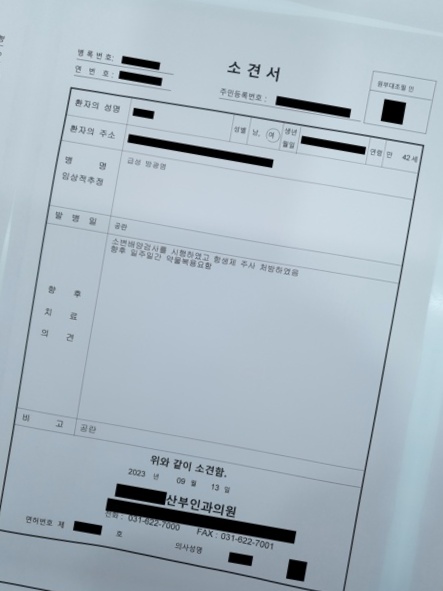 소 견 서
병록번호:
연 번 호 :
주민등록번호 :
원부대조필 인
환자의 성명
성별 남, 여 생년월일 연령 만 42세
환자의 주소
병 명
임상적추정
급성 방광염
발 병 일 공란
소변배양검사를 시행하였고 항생제 주사 처방하였음
향후 일주일간 약물복용요함
향 후
치 료
의 견
비 고 공란
위와 같이 소견함.
2023 년 09 월 13 일
산부인과의원
전화 : 031-622-7000 FAX : 031-622-7001
면허번호 제 호 의사성명